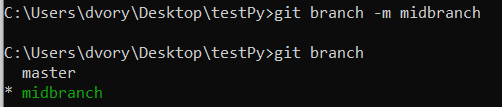 C:\Users\dvory\Desktop\testPy>git branch -m midbranch
C:\Users\dvory\Desktop\testPy>git branch
  master
* midbranch